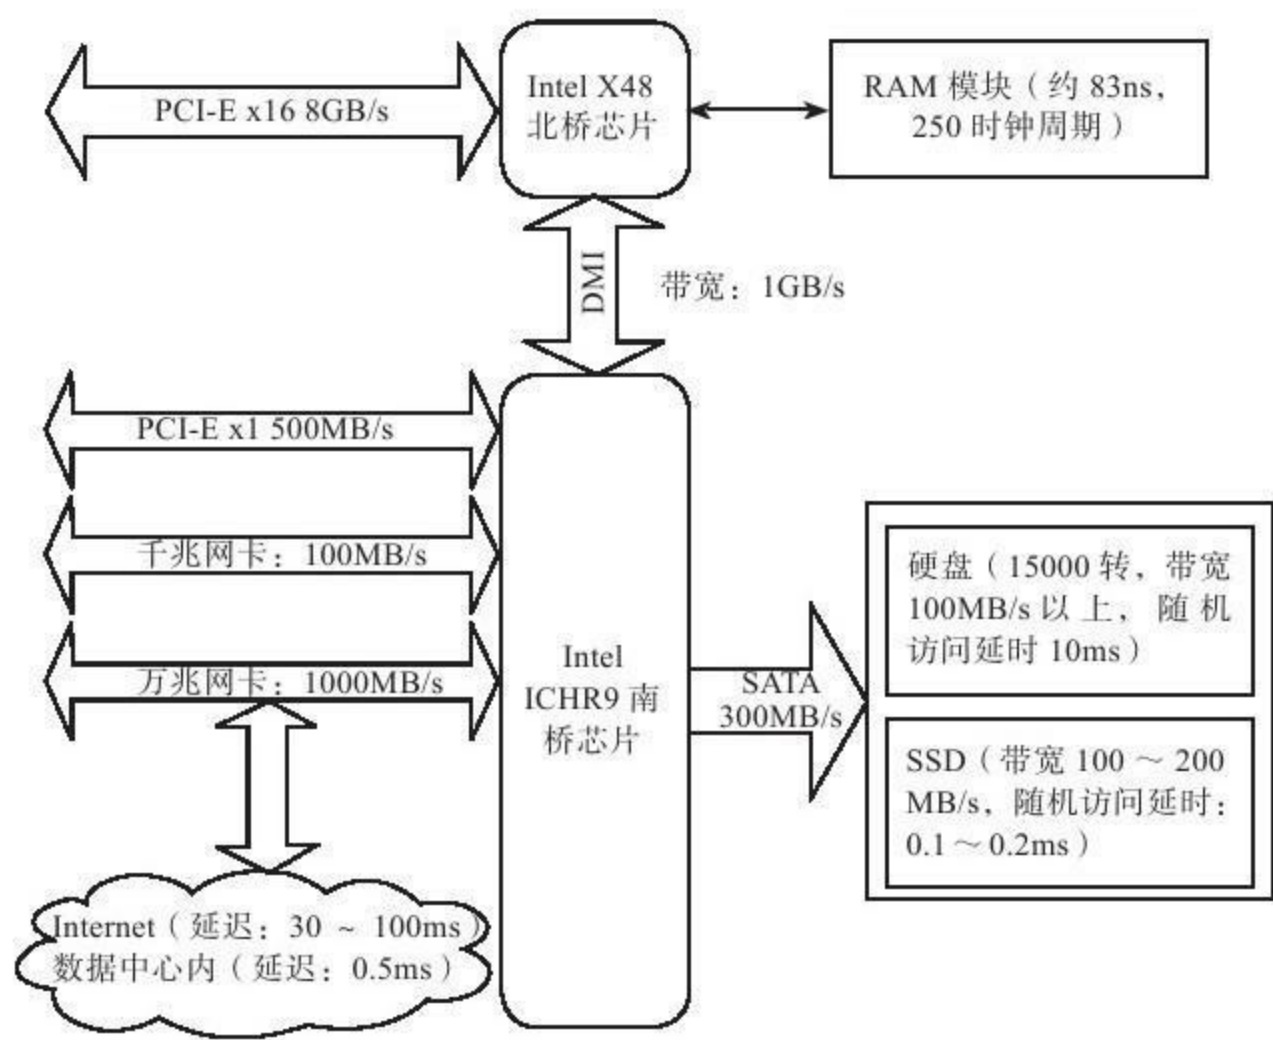 PCI-E x16 8GB/s
Intel X48
北桥芯片
RAM 模块（约 83ns，
250 时钟周期）
DMI
带宽：1GB/s
PCI-E x1 500MB/s
千兆网卡：100MB/s
万兆网卡：1000MB/s
Internet（延迟：30 ~ 100ms）
数据中心内（延迟：0.5ms）
Intel
ICHR9 南
桥芯片
SATA
300MB/s
硬盘（15000 转，带宽
100MB/s 以上，随机
访问延时 10ms）
SSD（带宽 100～200
MB/s，随机访问延时：
0.1～0.2ms）